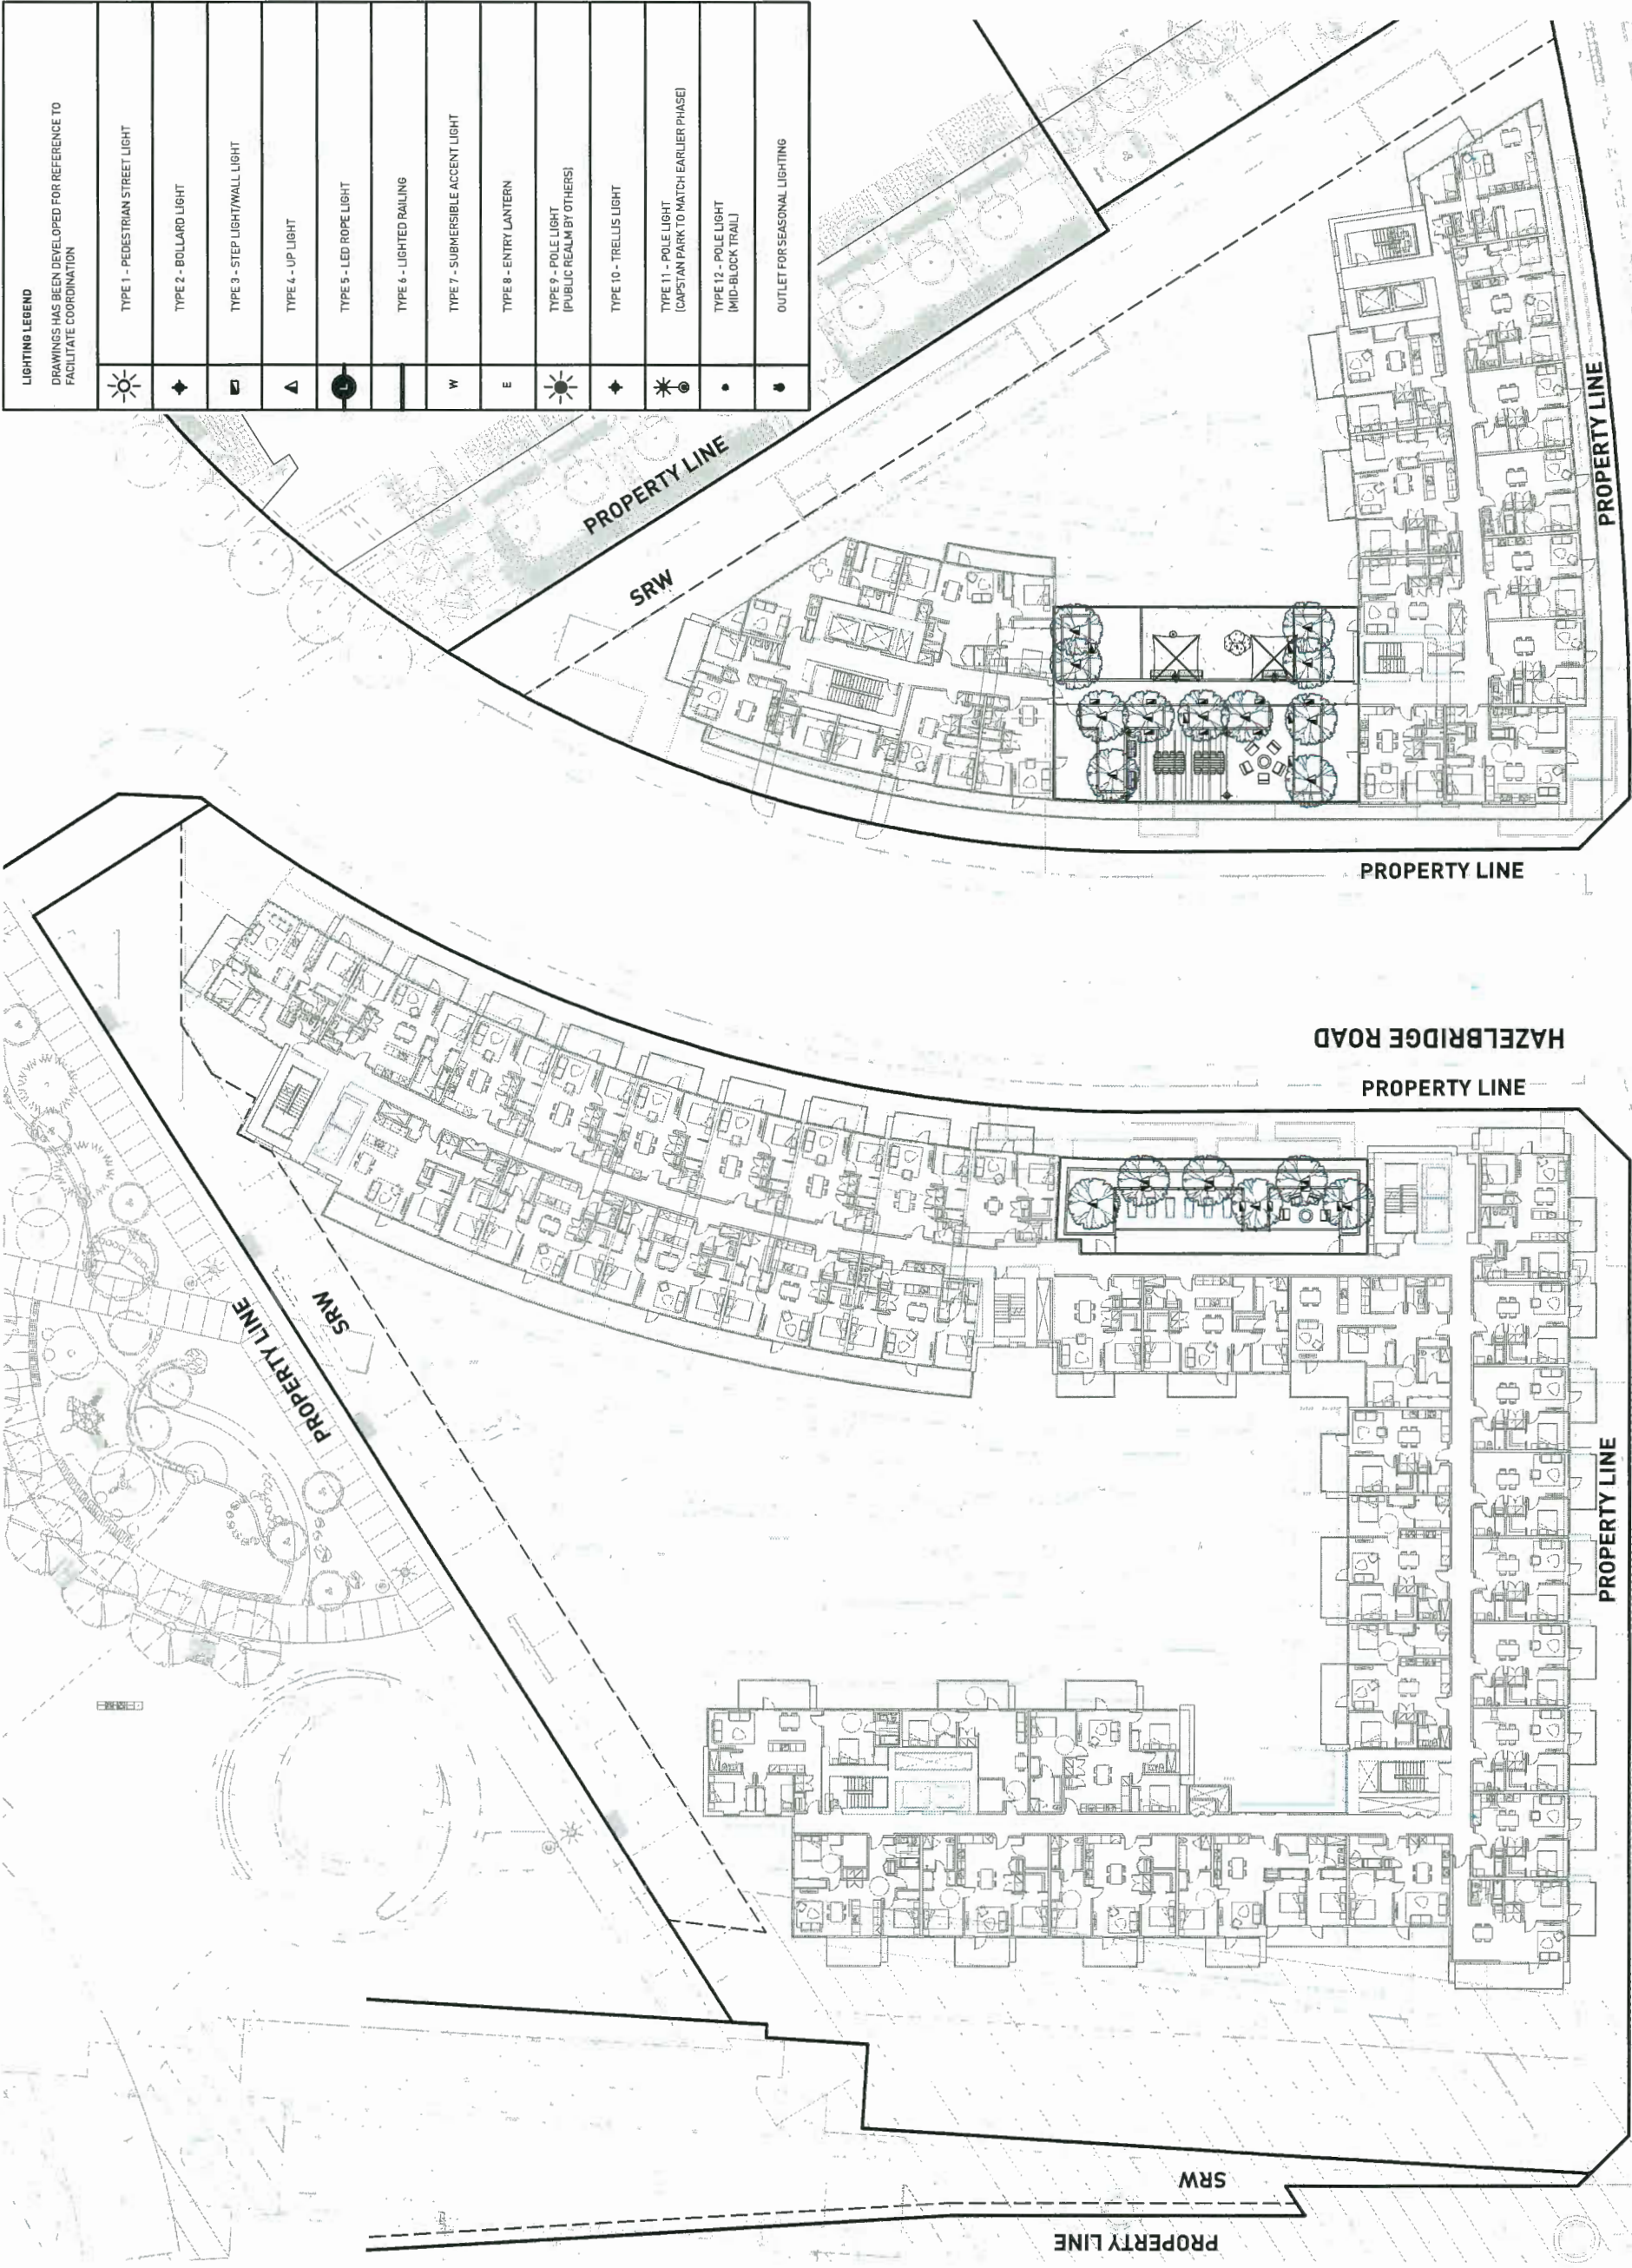 LIGHTING LEGEND
DRAWINGS HAS BEEN DEVELOPED FOR REFERENCE TO
FACILITATE COORDINATION
TYPE 1 - PEDESTRIAN STREET LIGHT
TYPE 2 - BOLLARD LIGHT
TYPE 3 - STEP LIGHT/WALL LIGHT
TYPE 4 - UP LIGHT
L
TYPE 5 - LED ROPE LIGHT
TYPE 6 - LIGHTED RAILING
W
TYPE 7 - SUBMERSIBLE ACCENT LIGHT
E
TYPE 8 - ENTRY LANTERN
TYPE 9 - POLE LIGHT
(PUBLIC REALM BY OTHERS)
TYPE 10 - TRELLIS LIGHT
TYPE 11 - POLE LIGHT
(CAPSTAN PARK TO MATCH EARLIER PHASE)
TYPE 12 - POLE LIGHT
(MID-BLOCK TRAIL)
OUTLET FOR SEASONAL LIGHTING
PROPERTY LINE
SRW
PROPERTY LINE
PROPERTY LINE
HAZELBRIDGE ROAD
PROPERTY LINE
PROPERTY LINE
SRW
PROPERTY LINE
SRW
PROPERTY LINE